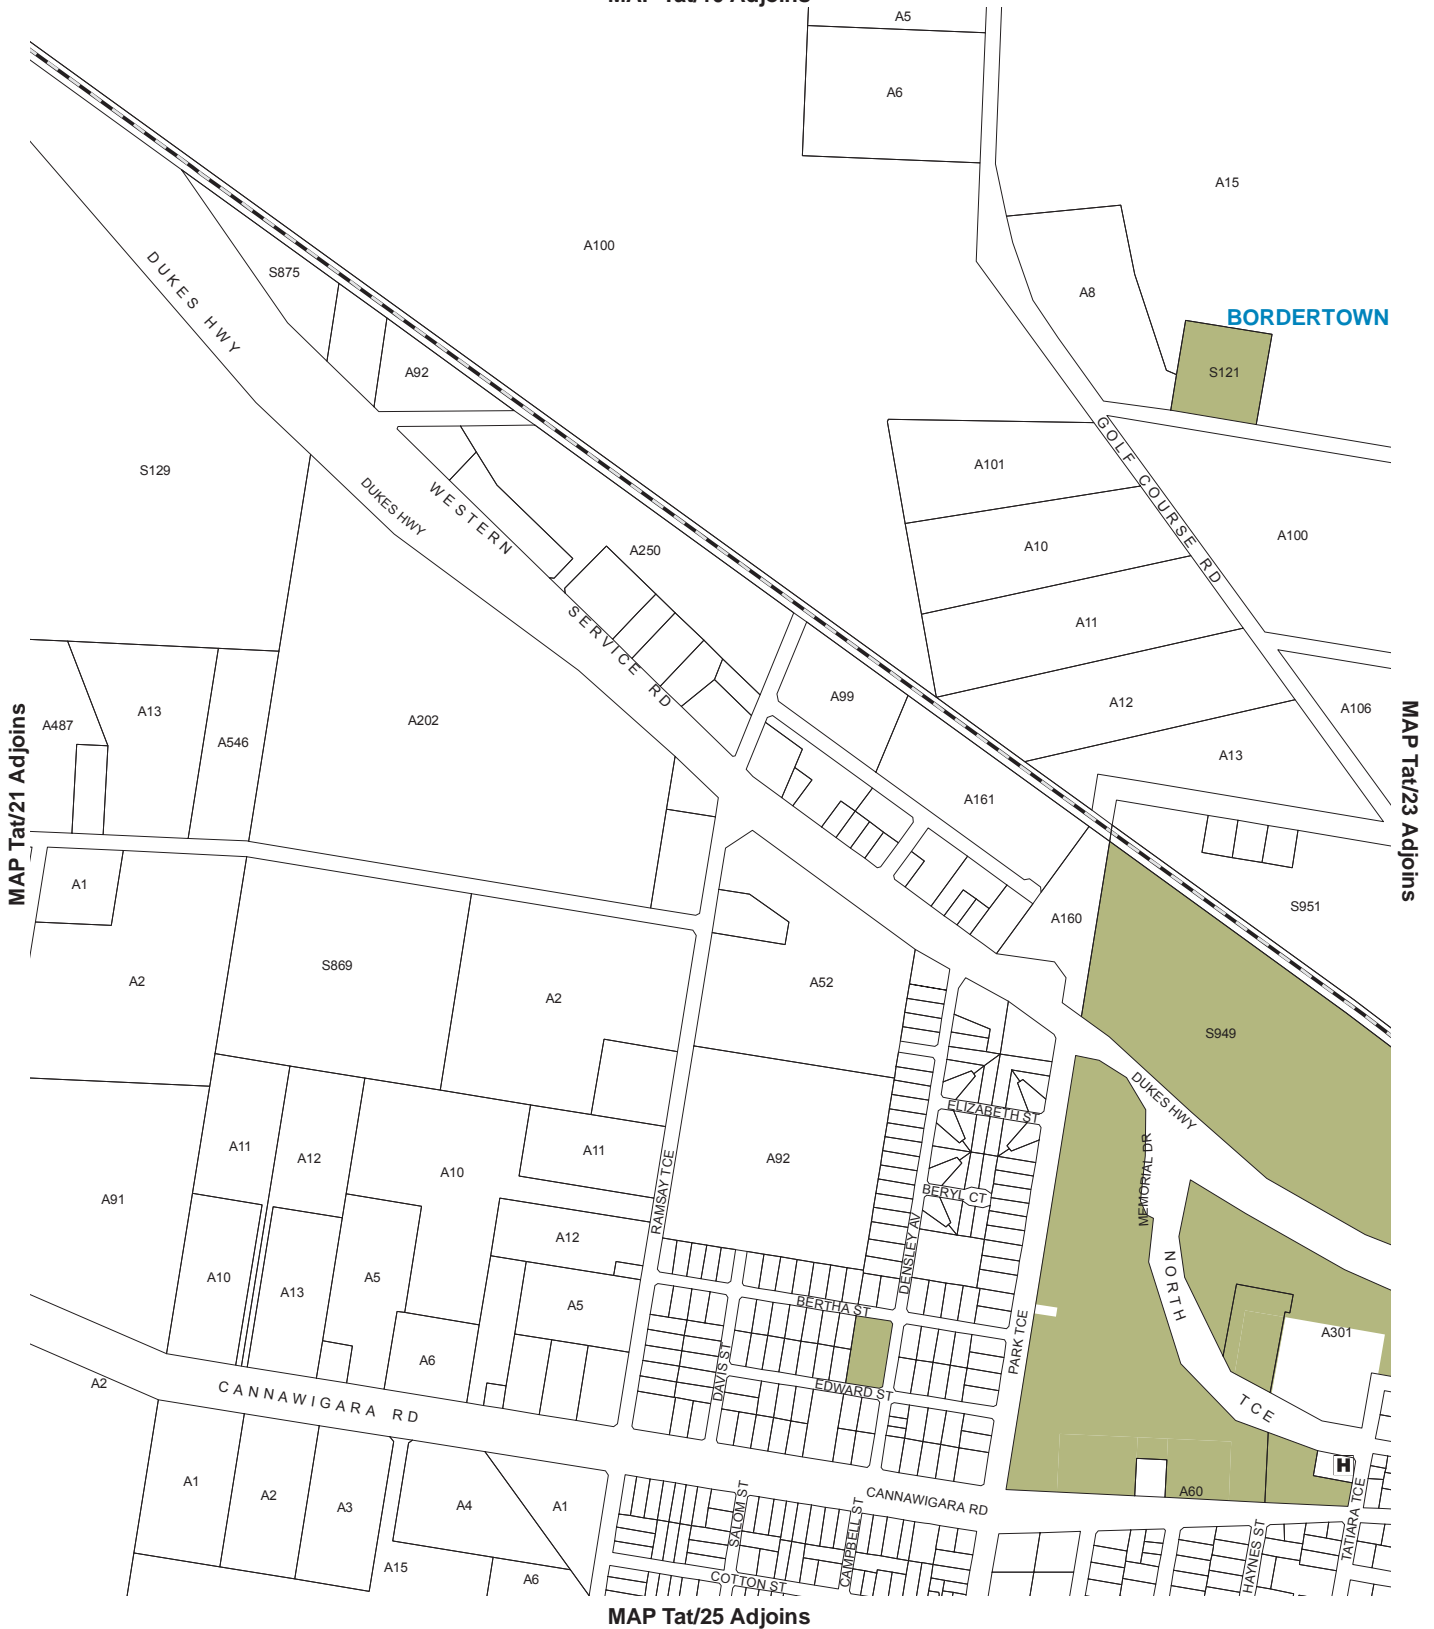 A5
A6
A15
A100
DUKES HWY
S875
A8
BORDERTOWN
A92
S121
GOLF COURSE RD
A101
S129
DUKES HWY
WESTERN SERVICE RD
A250
A10
A100
A11
A99
A12
A106
A487
A13
A546
A202
A13
A161
MAP Tat/21 Adjoins
MAP Tat/23 Adjoins
A1
S951
A160
S869
A2
A2
A52
S949
DUKES HWY
ELIZABETH ST
A11
A12
A10
A11
A92
MEMORIAL DR
RAMSAY TCE
BERYL CT
A91
DENSLEY AV
A12
NORTH TCE
A10
A13
A5
A5
BERTHA ST
PARK TCE
A301
A6
DAVIS ST
EDWARD ST
A2
CANNAWIGARA RD
H
A1
A2
A3
A4
A1
SALOM ST
CAMPBELL ST
CANNAWIGARA RD
A60
TATIARA TCE
HAYNES ST
A15
A6
COTTON ST
MAP Tat/25 Adjoins